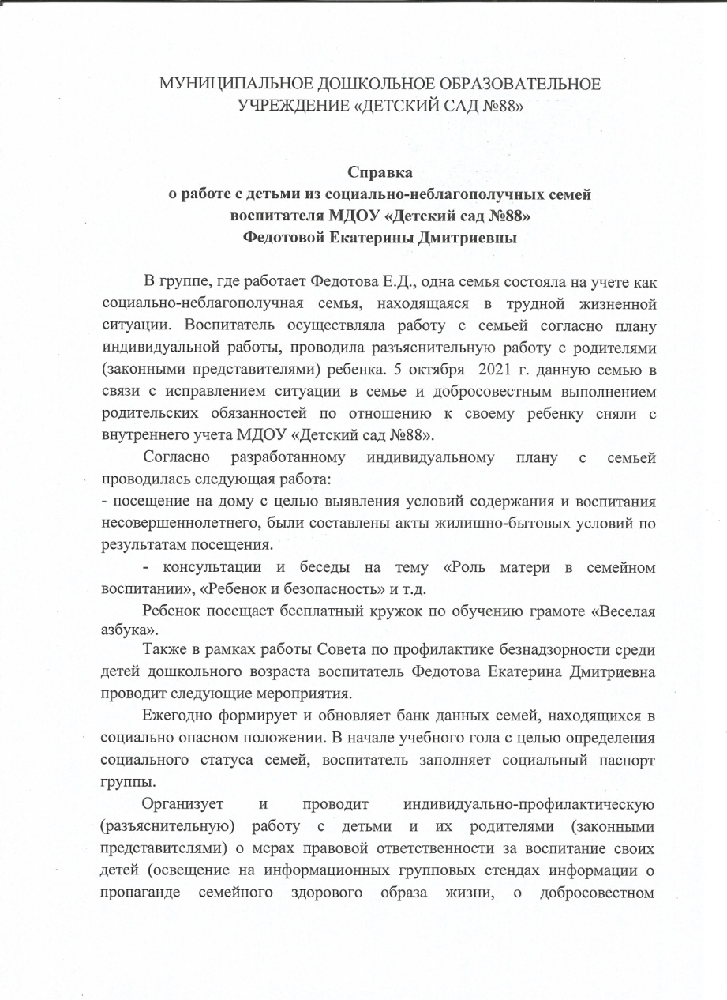 МУНИЦИПАЛЬНОЕ ДОШКОЛЬНОЕ ОБРАЗОВАТЕЛЬНОЕ
УЧРЕЖДЕНИЕ «ДЕТСКИЙ САД №88»
Справка
о работе с детьми из социально-неблагополучных семей
воспитателя МДОУ «Детский сад №88»
Федотовой Екатерины Дмитриевны
В группе, где работает Федотова Е.Д., одна семья состояла на учете как
социально-неблагополучная семья, находящаяся в трудной жизненной
ситуации. Воспитатель осуществляла работу с семьей согласно плану
индивидуальной работы, проводила разъяснительную работу с родителями
(законными представителями) ребенка. 5 октября 2021 г. данную семью в
связи с исправлением ситуации в семье и добросовестным выполнением
родительских обязанностей по отношению к своему ребенку сняли с
внутреннего учета МДОУ «Детский сад №88».
Согласно разработанному индивидуальному плану с семьей
проводилась следующая работа:
- посещение на дому с целью выявления условий содержания и воспитания
несовершеннолетнего, были составлены акты жилищно-бытовых условий по
результатам посещения.
- консультации и беседы на тему «Роль матери в семейном
воспитании», «Ребенок и безопасность» и т.д.
Ребенок посещает бесплатный кружок по обучению грамоте «Веселая
азбука».
Также в рамках работы Совета по профилактике безнадзорности среди
детей дошкольного возраста воспитатель Федотова Екатерина Дмитриевна
проводит следующие мероприятия.
Ежегодно формирует и обновляет банк данных семей, находящихся в
социально опасном положении. В начале учебного гола с целью определения
социального статуса семей, воспитатель заполняет социальный паспорт
группы.
Организует и проводит индивидуально-профилактическую
(разъяснительную) работу с детьми и их родителями (законными
представителями) о мерах правовой ответственности за воспитание своих
детей (освещение на информационных групповых стендах информации о
пропаганде семейного здорового образа жизни, о добросовестном